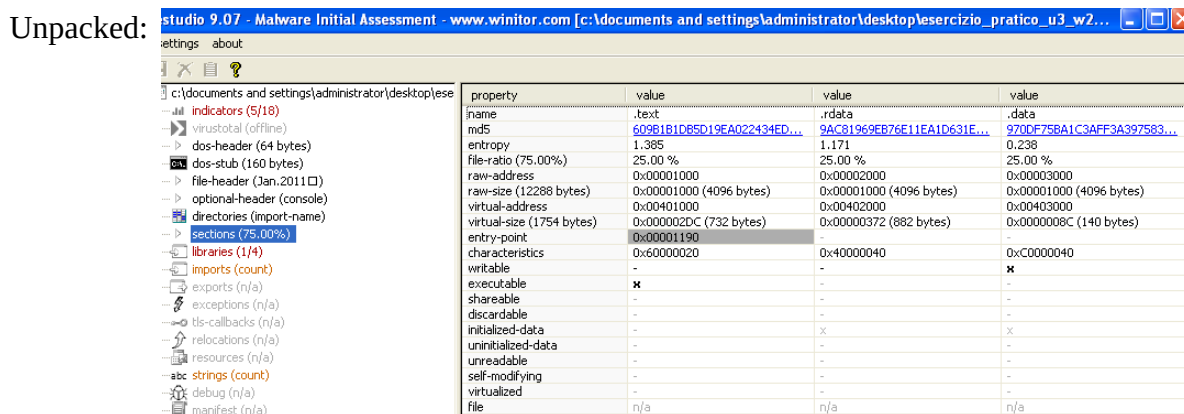 Unpacked:
estudio 9.07 - Malware Initial Assessment - www.winitor.com [c:\documents and settings\administrator\desktop\esercizio_pratico_u3_w2...
ettings about
c:\documents and settings\administrator\desktop\ese
indicators (5/18)
virustotal (offline)
dos-header (64 bytes)
dos-stub (160 bytes)
file-header (Jan.2011□)
optional-header (console)
directories (import-name)
sections (75.00%)
libraries (1/4)
imports (count)
exports (n/a)
exceptions (n/a)
tls-callbacks (n/a)
relocations (n/a)
resources (n/a)
abc strings (count)
debug (n/a)
manifest (n/a)
property value value value
name .text .rdata .data
md5 609B1B1DB5D19EA022434ED... 9AC81969EB76E11EA1D631E... 970DF75BA1C3AFF3A397583...
entropy 1.385 1.171 0.238
file-ratio (75.00%) 25.00 % 25.00 % 25.00 %
raw-address 0x00001000 0x00002000 0x00003000
raw-size (12288 bytes) 0x00001000 (4096 bytes) 0x00001000 (4096 bytes) 0x00001000 (4096 bytes)
virtual-address 0x00401000 0x00402000 0x00403000
virtual-size (1754 bytes) 0x000002DC (732 bytes) 0x00000372 (882 bytes) 0x0000008C (140 bytes)
entry-point 0x00001190 - -
characteristics 0x60000020 0x40000040 0xC0000040
writable - - x
executable x - -
shareable - - -
discardable - - -
initialized-data - x x
uninitialized-data - - -
unreadable - - -
self-modifying - - -
virtualized - - -
file n/a n/a n/a